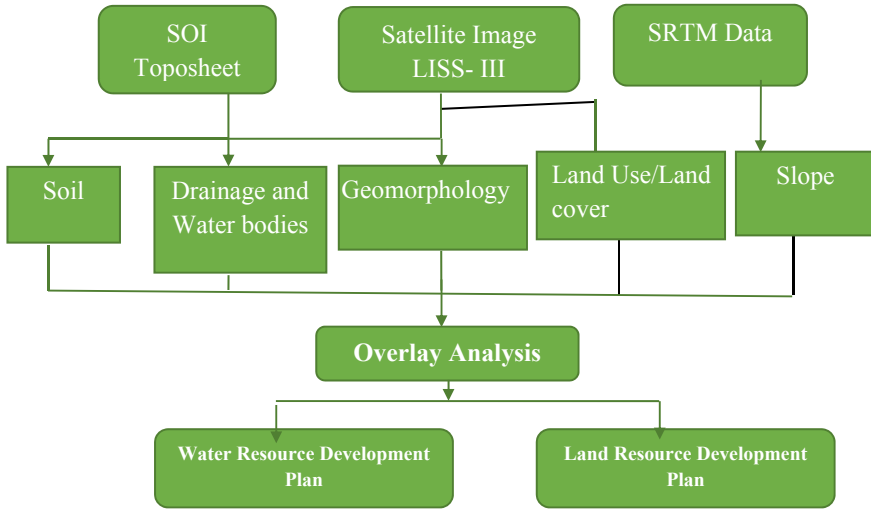 SOI
Toposheet
Satellite Image
LISS- III
SRTM Data
Soil
Drainage and
Water bodies
Geomorphology
Land Use/Land
cover
Slope
Overlay Analysis
Water Resource Development
Plan
Land Resource Development
Plan